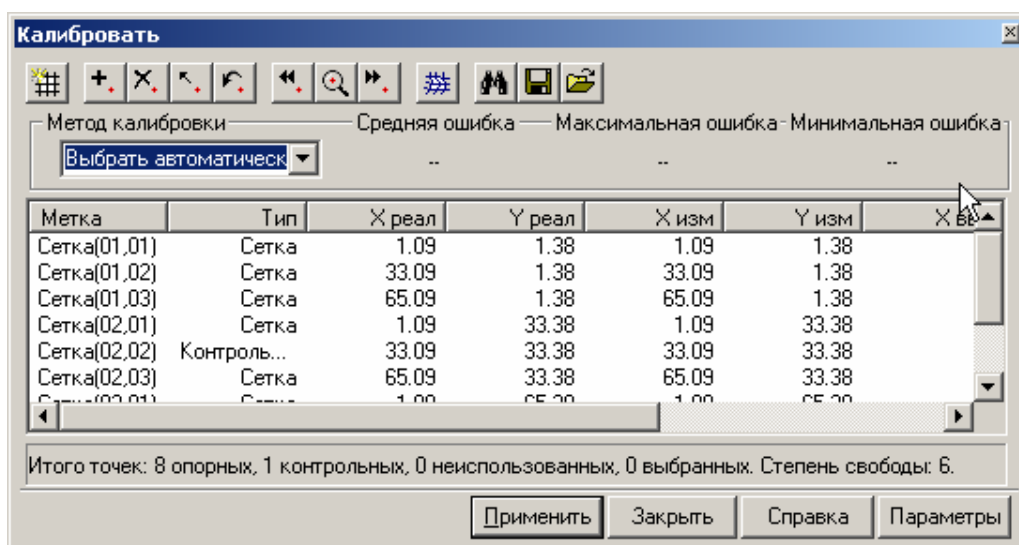 Калибровать
Метод калибровки Средняя ошибка Максимальная ошибка Минимальная ошибка
Выбрать автоматическ -- -- --
Метка Тип X реал Y реал X изм Y изм X
Сетка(01,01) Сетка 1.09 1.38 1.09 1.38
Сетка(01,02) Сетка 33.09 1.38 33.09 1.38
Сетка(01,03) Сетка 65.09 1.38 65.09 1.38
Сетка(02,01) Сетка 1.09 33.38 1.09 33.38
Сетка(02,02) Контроль... 33.09 33.38 33.09 33.38
Сетка(02,03) Сетка 65.09 33.38 65.09 33.38
Итого точек: 8 опорных, 1 контрольных, 0 неиспользованных, 0 выбранных. Степень свободы: 6.
Применить Закрыть Справка Параметры